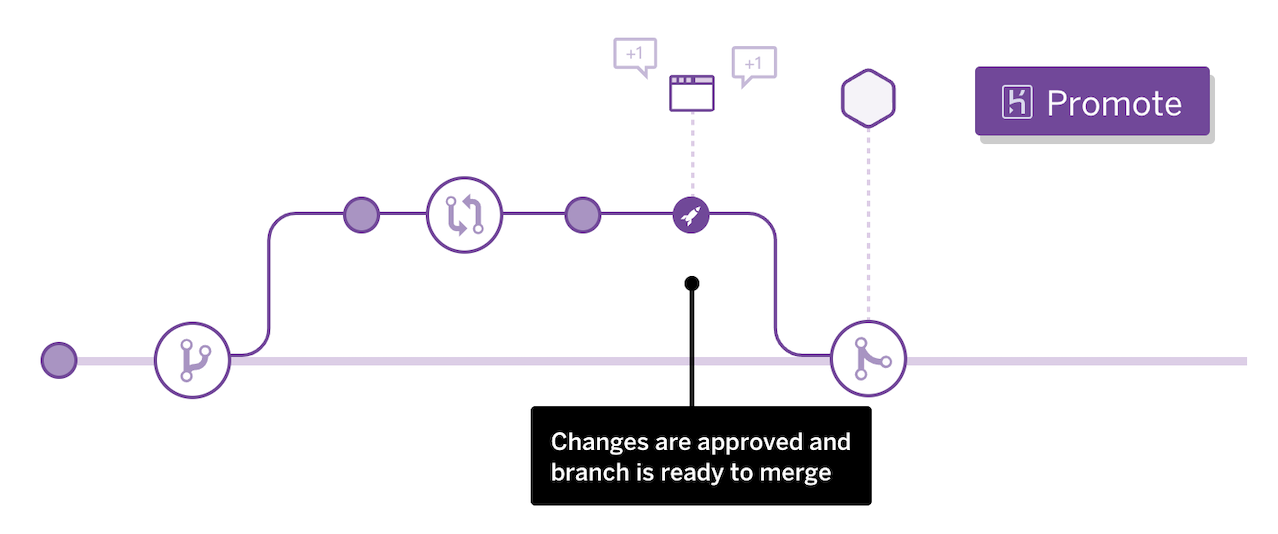 +1
+1
Promote
Changes are approved and
branch is ready to merge